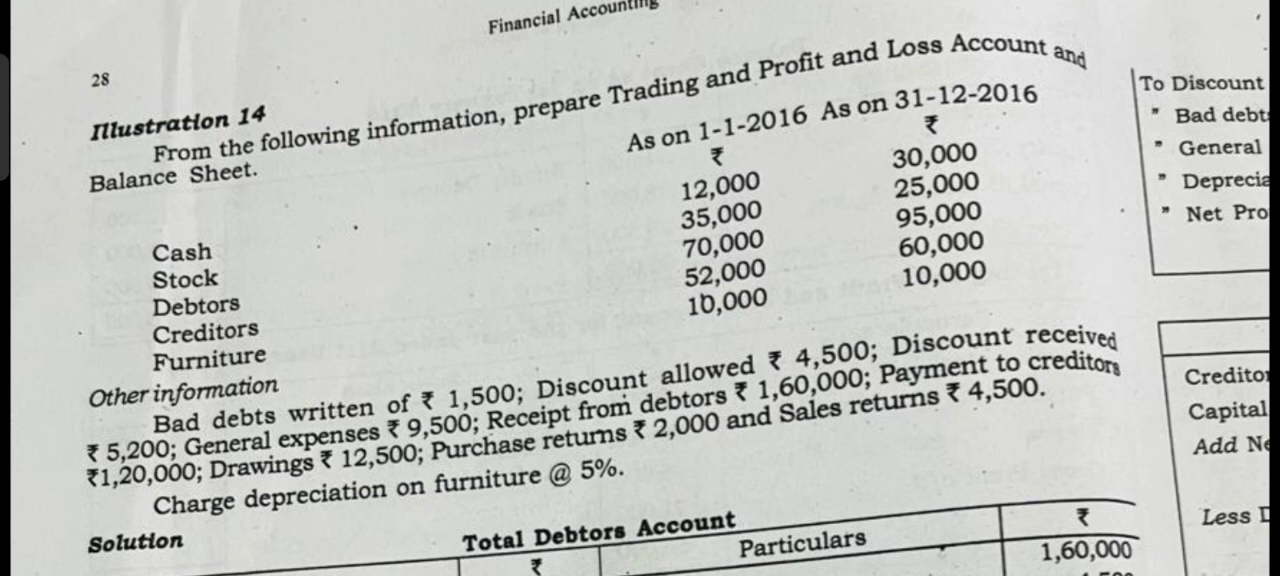 Financial Accounting
28
Illustration 14
From the following information, prepare Trading and Profit and Loss Account and
Balance Sheet.
As on 1-1-2016 As on 31-12-2016
₹ ₹
Cash 12,000 30,000
Stock 35,000 25,000
Debtors 70,000 95,000
Creditors 52,000 60,000
Furniture 10,000 10,000
Other information
Bad debts written of ₹ 1,500; Discount allowed ₹ 4,500; Discount received
₹ 5,200; General expenses ₹ 9,500; Receipt from debtors ₹ 1,60,000; Payment to creditors
₹1,20,000; Drawings ₹ 12,500; Purchase returns ₹ 2,000 and Sales returns ₹ 4,500.
Charge depreciation on furniture @ 5%.
Solution
Total Debtors Account
₹ Particulars ₹
1,60,000
To Discount
" Bad debts
" General
" Deprecia
" Net Pro
Creditor
Capital
Add Ne
Less D